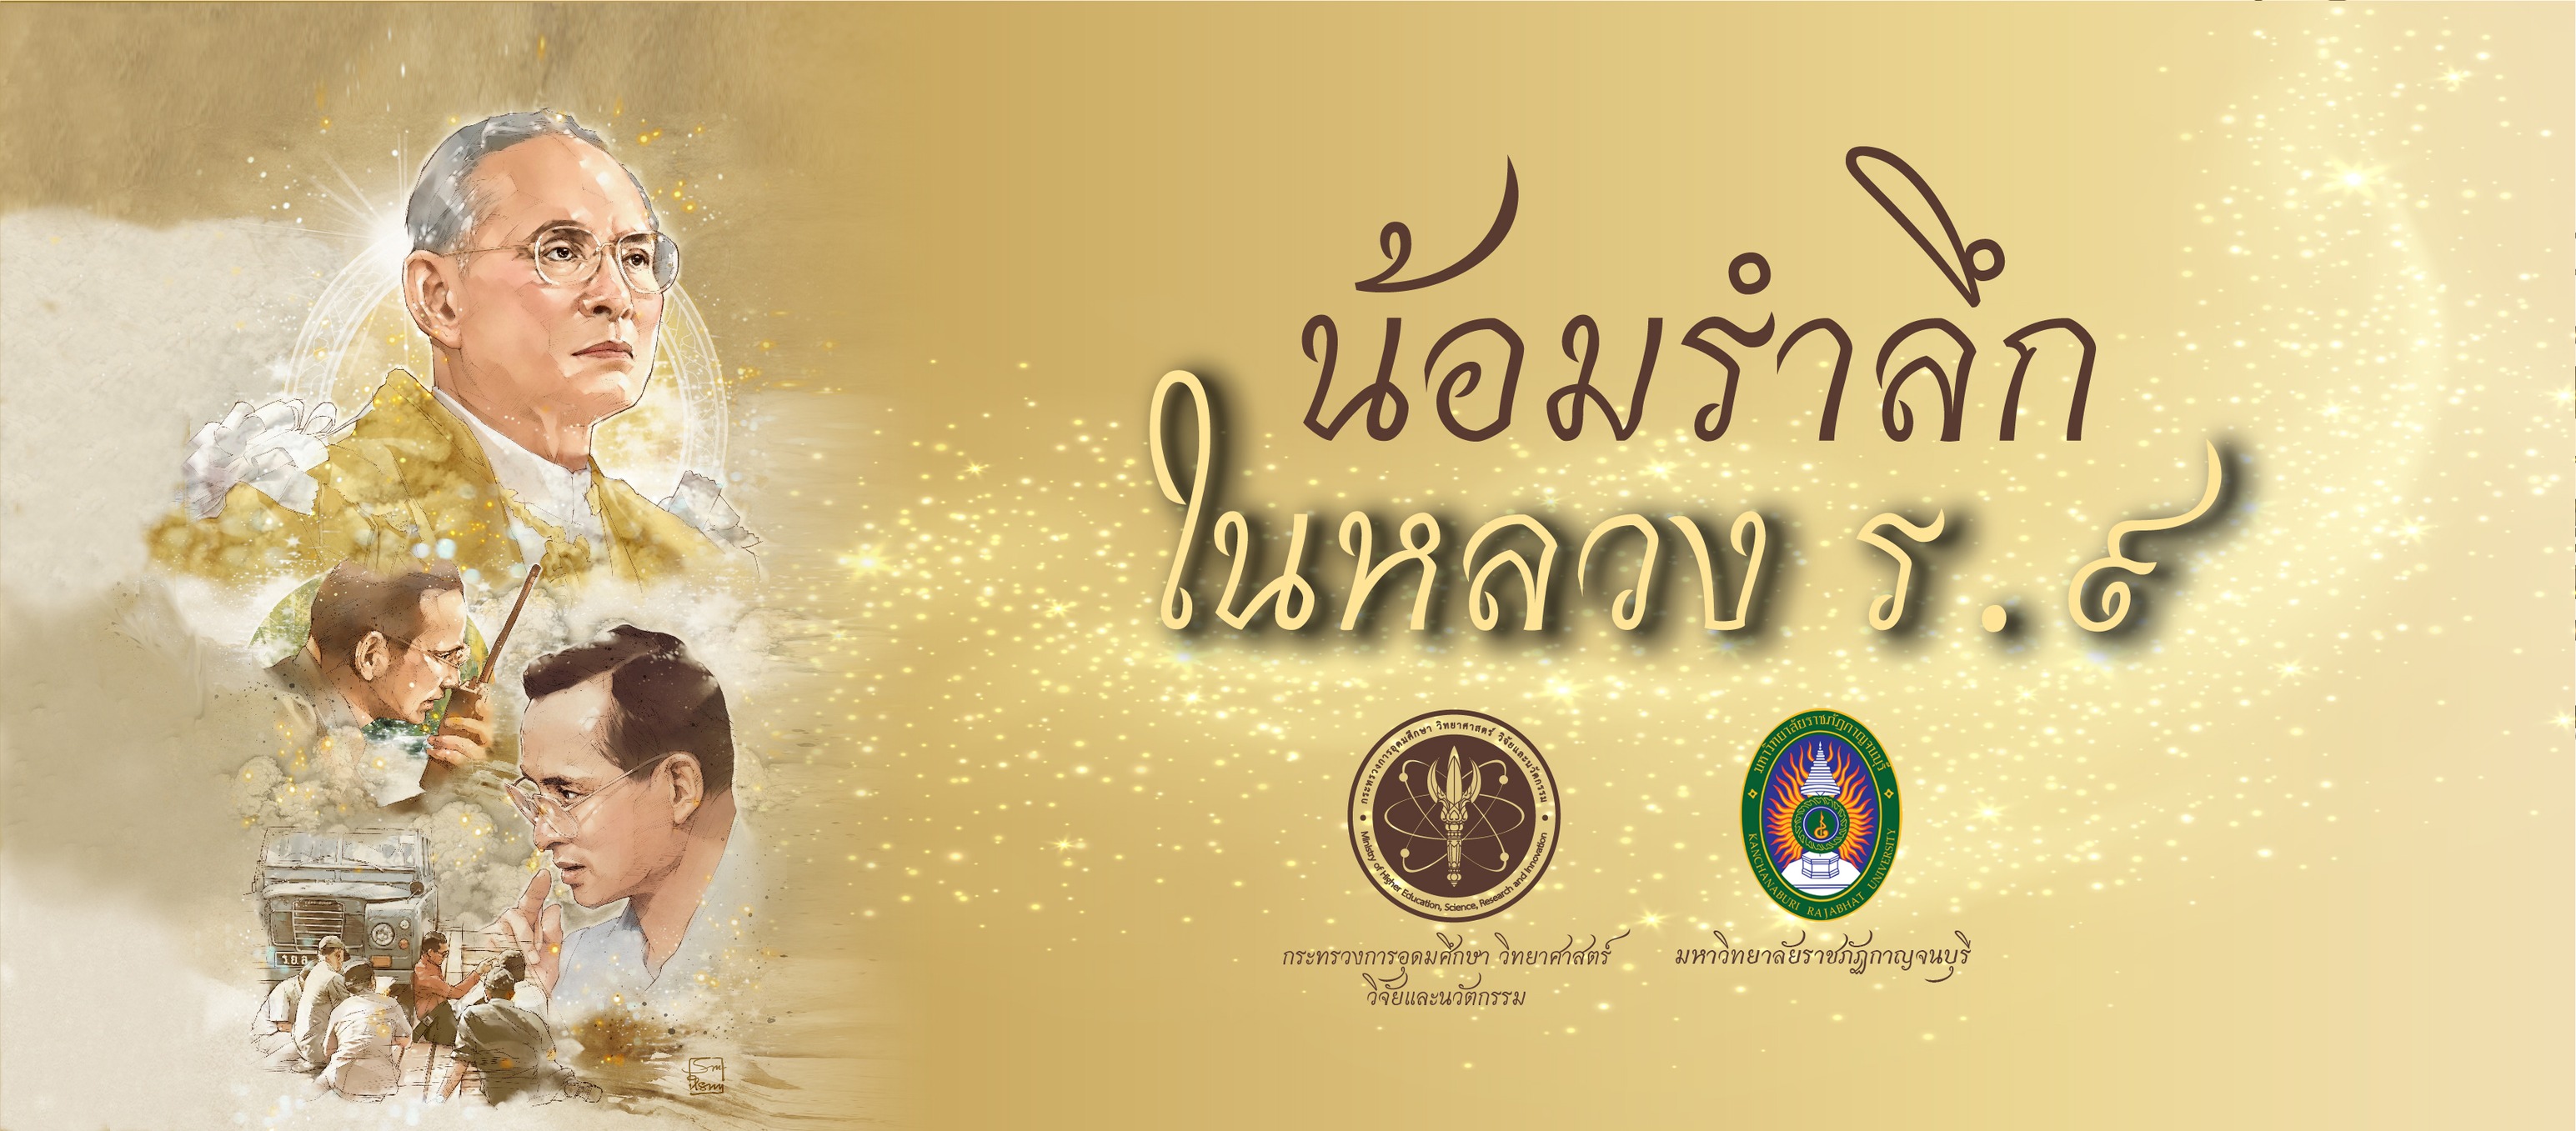 น้อมรำลึก
ในหลวง ร.๙
กระทรวงการอุดมศึกษา วิทยาศาสตร์ วิจัยและนวัตกรรม
Ministry of Higher Education, Science, Research and Innovation
มหาวิทยาลัยราชภัฏกาญจนบุรี
KANCHANABURI RAJABHAT UNIVERSITY
กระทรวงการอุดมศึกษา วิทยาศาสตร์
วิจัยและนวัตกรรม
มหาวิทยาลัยราชภัฏกาญจนบุรี